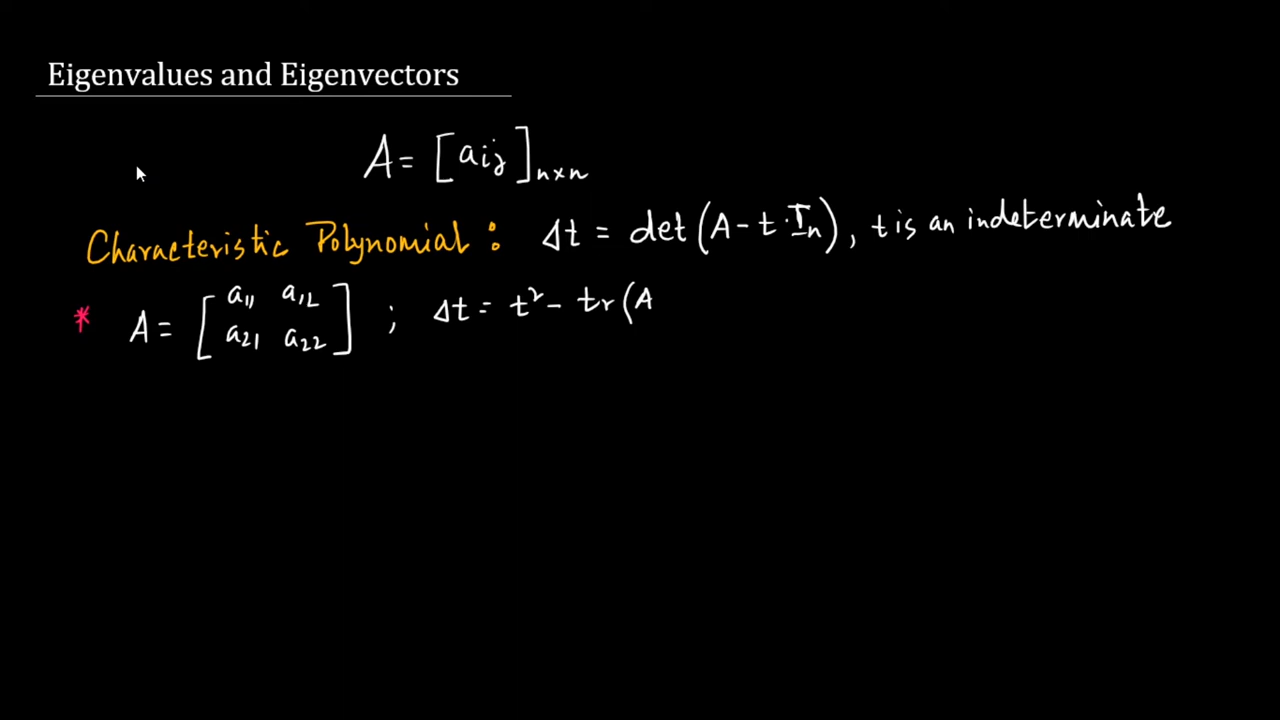 Eigenvalues and Eigenvectors
A = [aij]n×n
Characteristic Polynomial : Δt = det (A - t · In), t is an indeterminate
* A = [a11 a12
a21 a22] ; Δt = t² - tr (A